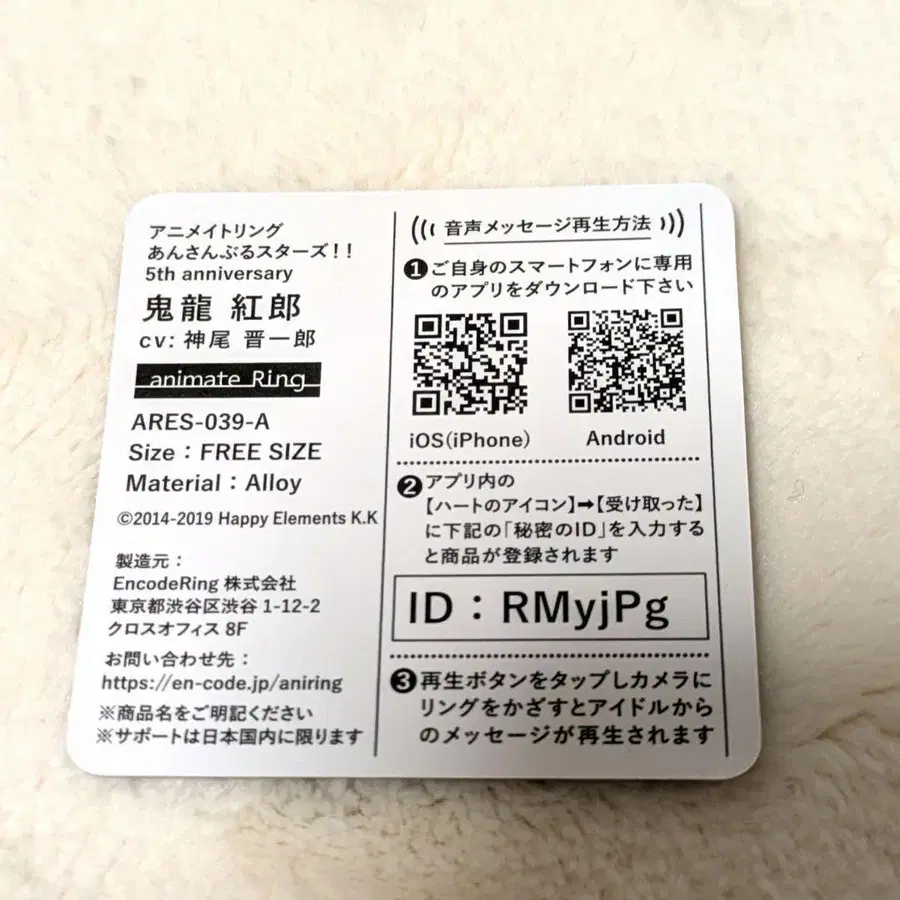 アニメイトリング
あんさんぶるスターズ！！
5th anniversary
鬼龍 紅郎
cv: 神尾 晋一郎
animate Ring
ARES-039-A
Size：FREE SIZE
Material：Alloy
©2014-2019 Happy Elements K.K
製造元：
EncodeRing 株式会社
東京都渋谷区渋谷 1-12-2
クロスオフィス 8F
お問い合わせ先：
https://en-code.jp/aniring
※商品名をご明記ください
※サポートは日本国内に限ります
音声メッセージ再生方法
❶ご自身のスマートフォンに専用
のアプリをダウンロード下さい
iOS(iPhone)
Android
❷アプリ内の
【ハートのアイコン】➡【受け取った】
に下記の「秘密のID」を入力する
と商品が登録されます
ID：RMyjPg
❸再生ボタンをタップしカメラに
リングをかざすとアイドルから
のメッセージが再生されます